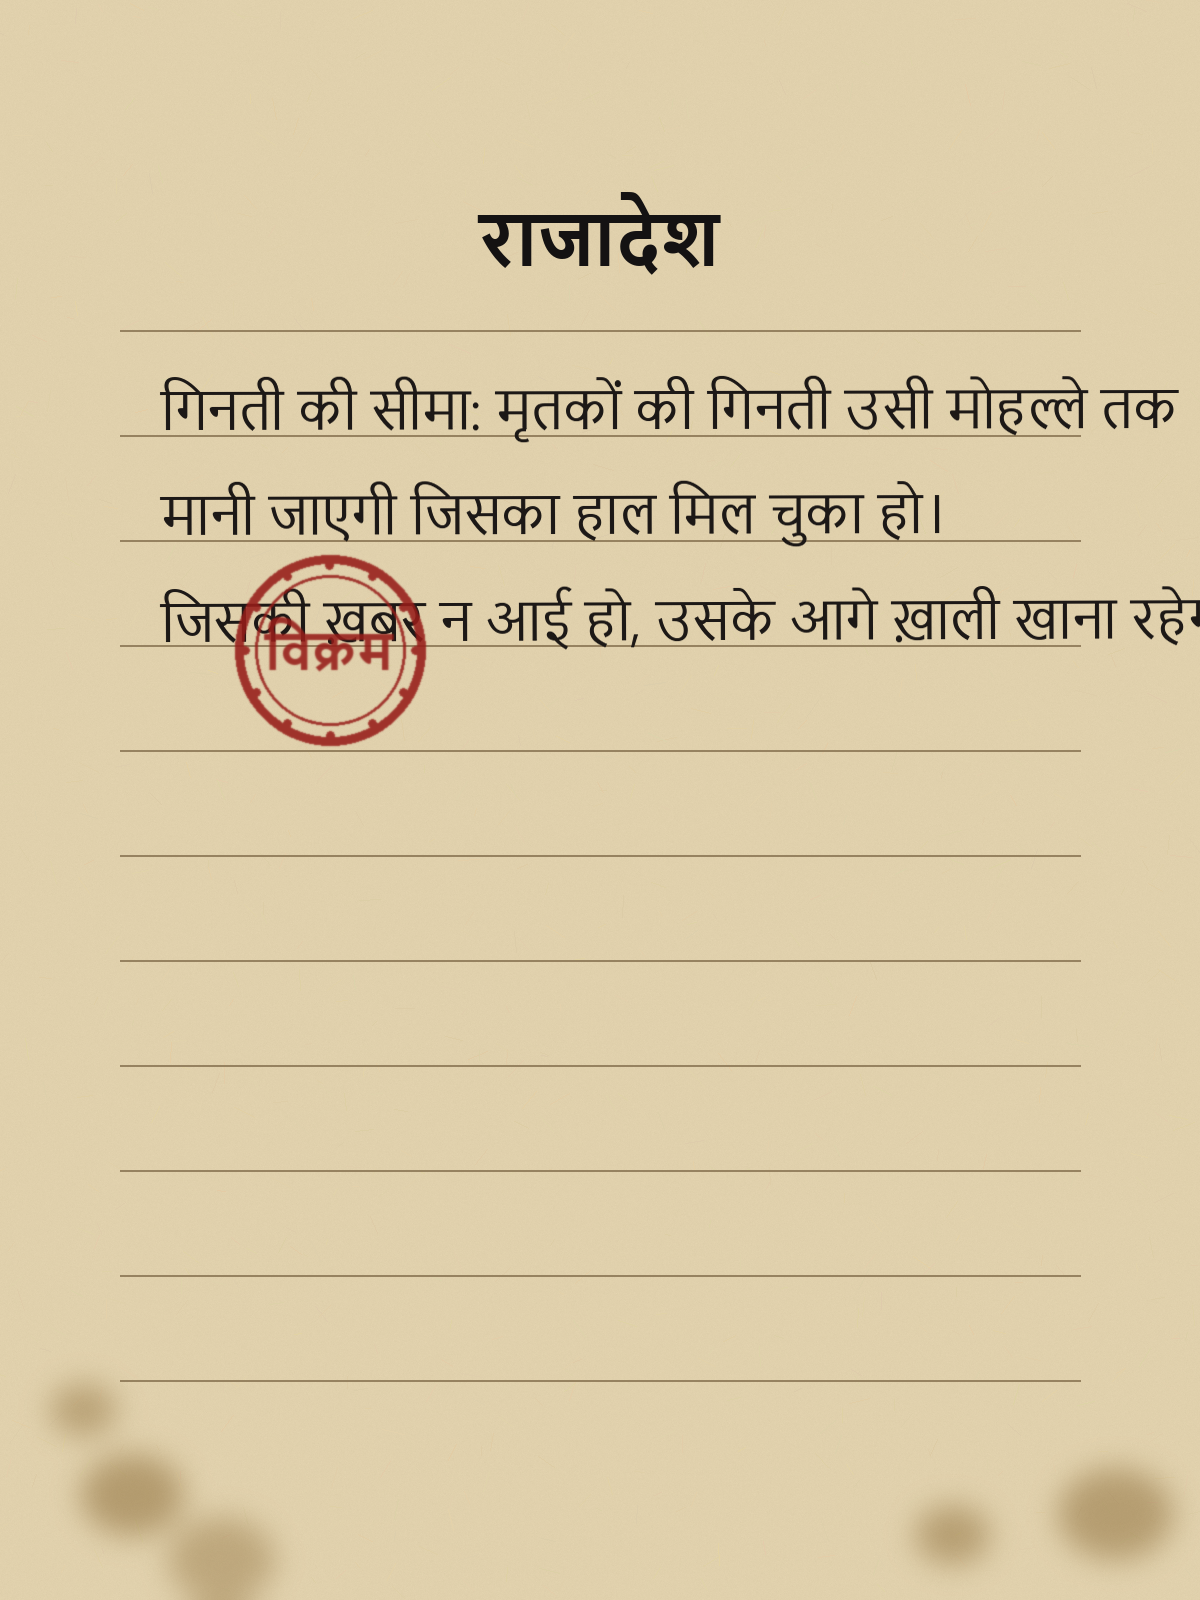 राजादेश
गिनती की सीमा: मृतकों की गिनती उसी मोहल्ले तक
मानी जाएगी जिसका हाल मिल चुका हो।
जिसकी ख़बर न आई हो, उसके आगे ख़ाली खाना
विक्रम